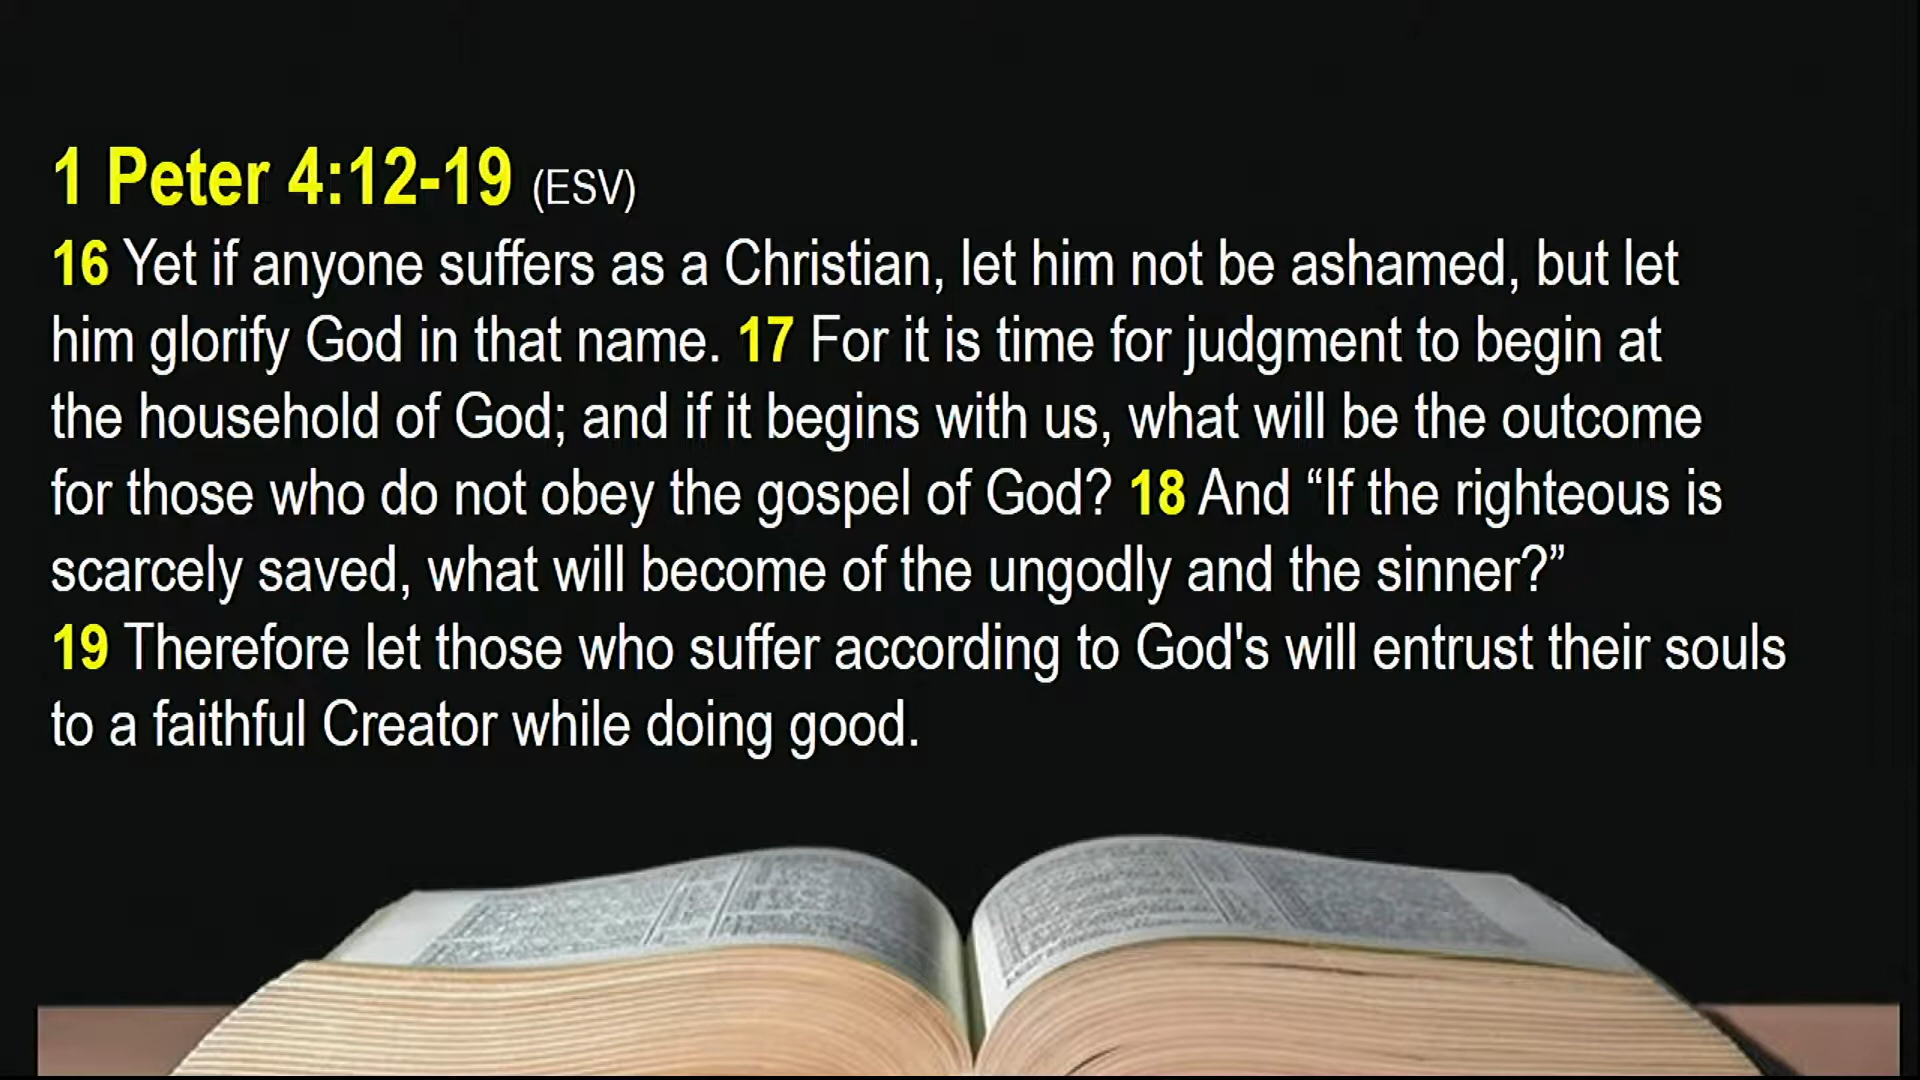 1 Peter 4:12-19 (ESV)
16 Yet if anyone suffers as a Christian, let him not be ashamed, but let
him glorify God in that name. 17 For it is time for judgment to begin at
the household of God; and if it begins with us, what will be the outcome
for those who do not obey the gospel of God? 18 And “If the righteous is
scarcely saved, what will become of the ungodly and the sinner?”
19 Therefore let those who suffer according to God's will entrust their souls
to a faithful Creator while doing good.